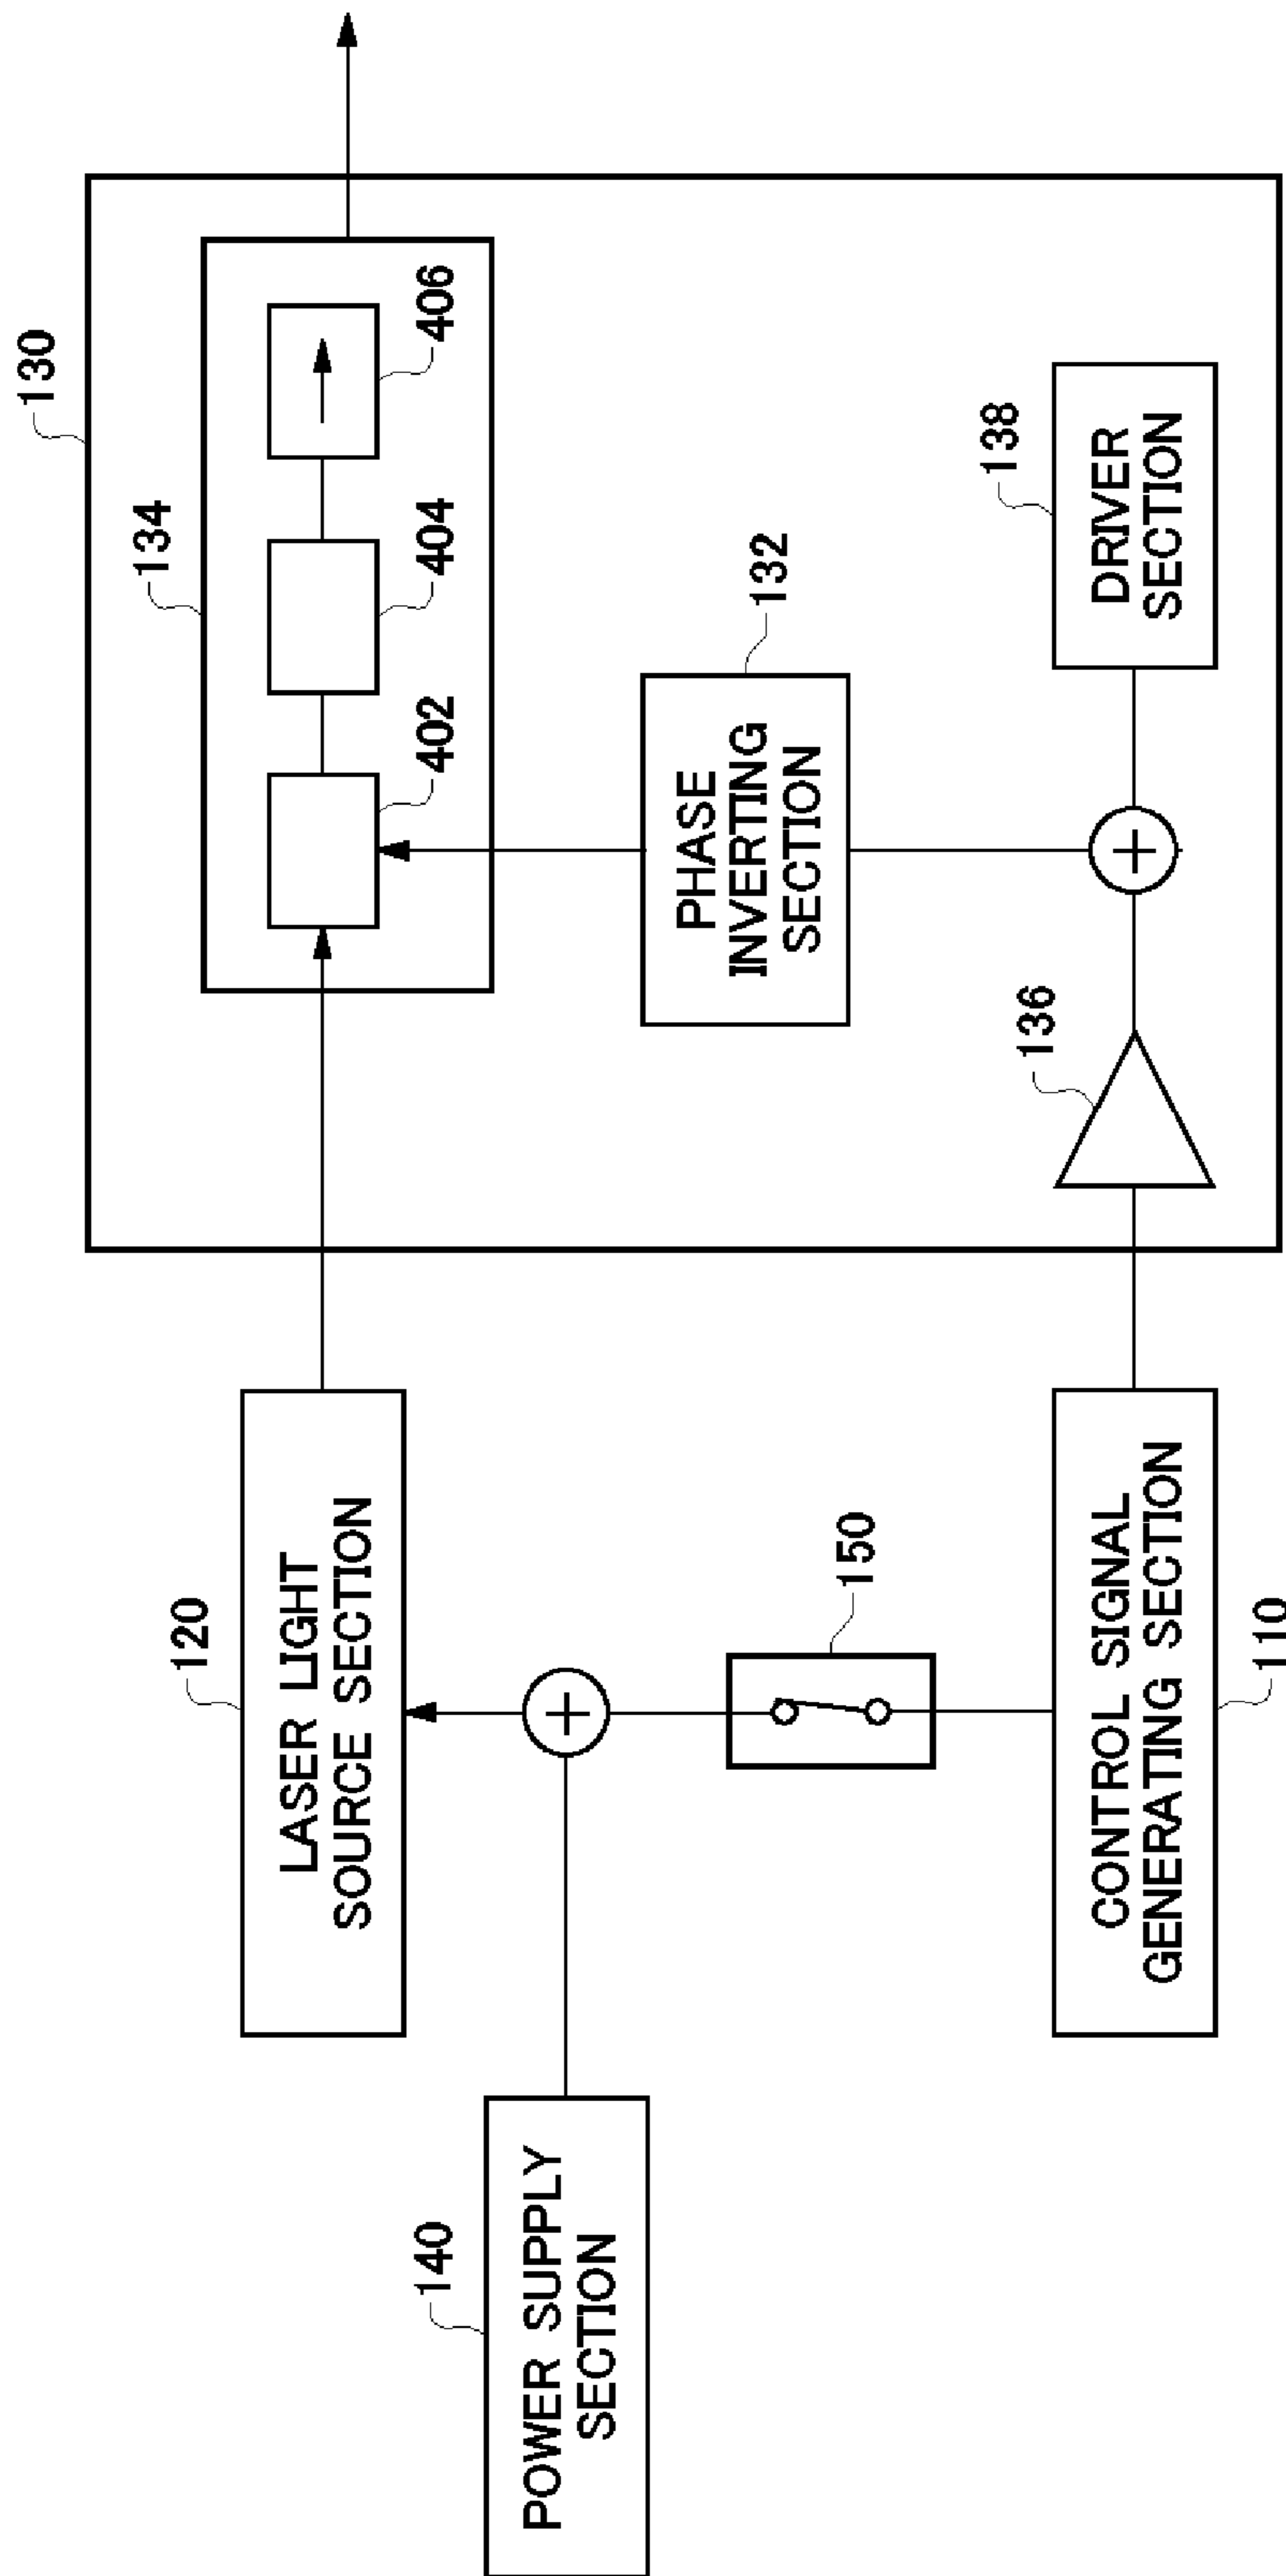 130
134
402
404
406
120
LASER LIGHT
SOURCE SECTION
132
PHASE
INVERTING
SECTION
140
POWER SUPPLY
SECTION
150
136
138
DRIVER
SECTION
CONTROL SIGNAL
GENERATING SECTION
110